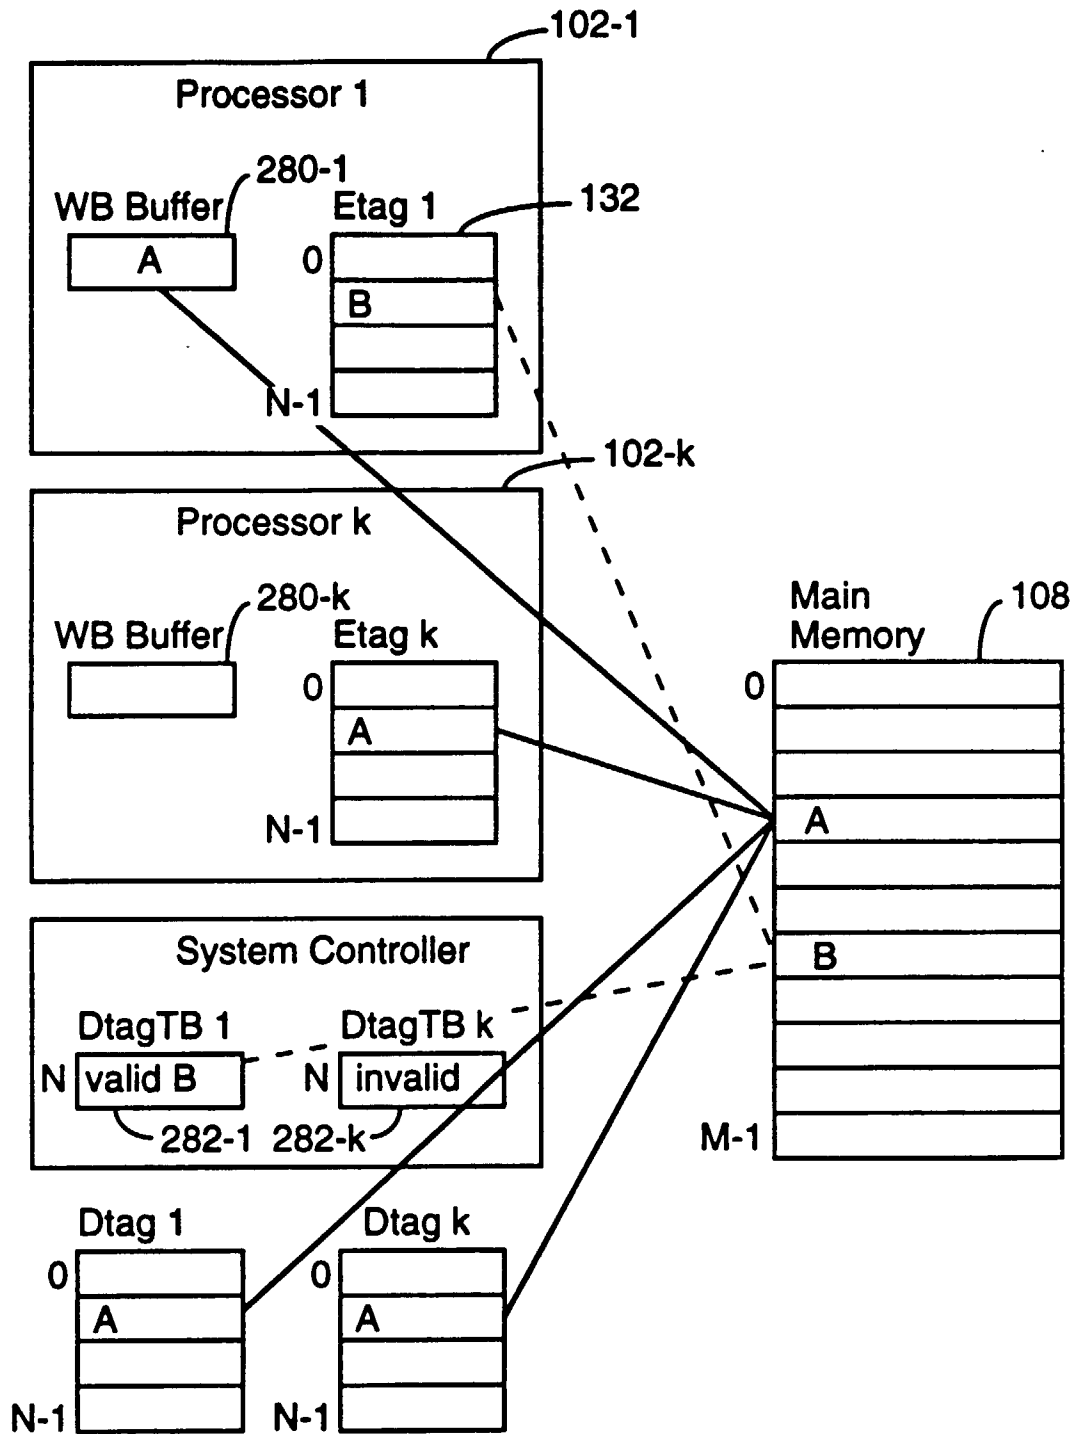 102-1
Processor 1
280-1
WB Buffer
Etag 1
132
A
0
B
N-1
102-k
Processor k
280-k
WB Buffer
Etag k
0
A
N-1
Main
Memory
108
0
A
B
M-1
System Controller
DtagTB 1
DtagTB k
N
valid B
N
invalid
282-1
282-k
Dtag 1
Dtag k
0
A
N-1
0
A
N-1